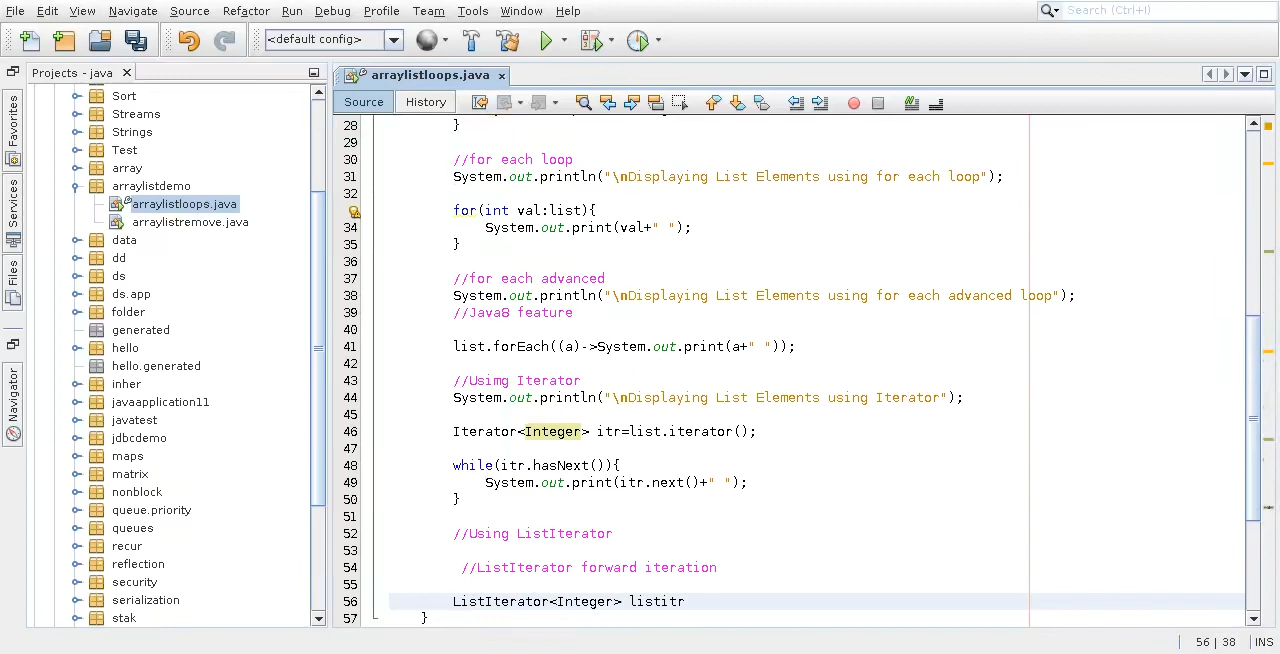 File Edit View Navigate Source Refactor Run Debug Profile Team Tools Window Help
Search (Ctrl+I)
<default config>
Projects - java
Favorites
Services
Files
Navigator
Sort
Streams
Strings
Test
array
arraylistdemo
arraylistloops.java
arraylistremove.java
data
dd
ds
ds.app
folder
generated
hello
hello.generated
inher
javaapplication11
javatest
jdbcdemo
maps
matrix
nonblock
queue.priority
queues
recur
reflection
security
serialization
stak
arraylistloops.java
Source History
28 }
29
30 //for each loop
31 System.out.println("\nDisplaying List Elements using for each loop");
32
for(int val:list){
34 System.out.print(val+" ");
35 }
36
37 //for each advanced
38 System.out.println("\nDisplaying List Elements using for each advanced loop");
39 //Java8 feature
40
41 list.forEach((a)->System.out.print(a+" "));
42
43 //Usimg Iterator
44 System.out.println("\nDisplaying List Elements using Iterator");
45
46 Iterator<Integer> itr=list.iterator();
47
48 while(itr.hasNext()){
49 System.out.print(itr.next()+" ");
50 }
51
52 //Using ListIterator
53
54 //ListIterator forward iteration
55
56 ListIterator<Integer> listitr
57 }
56 | 38 INS